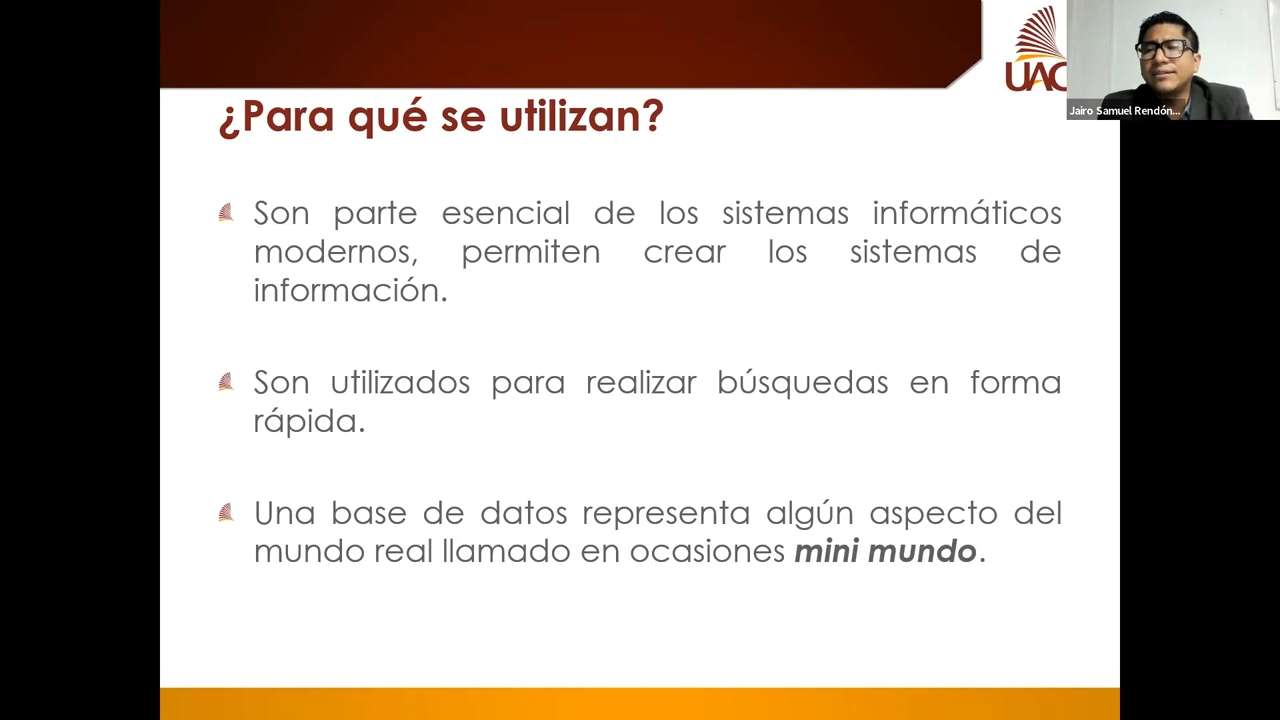 ¿Para qué se utilizan?
Son parte esencial de los sistemas informáticos
modernos, permiten crear los sistemas de
información.
Son utilizados para realizar búsquedas en forma
rápida.
Una base de datos representa algún aspecto del
mundo real llamado en ocasiones mini mundo.
UAC
Jairo Samuel Rendón...